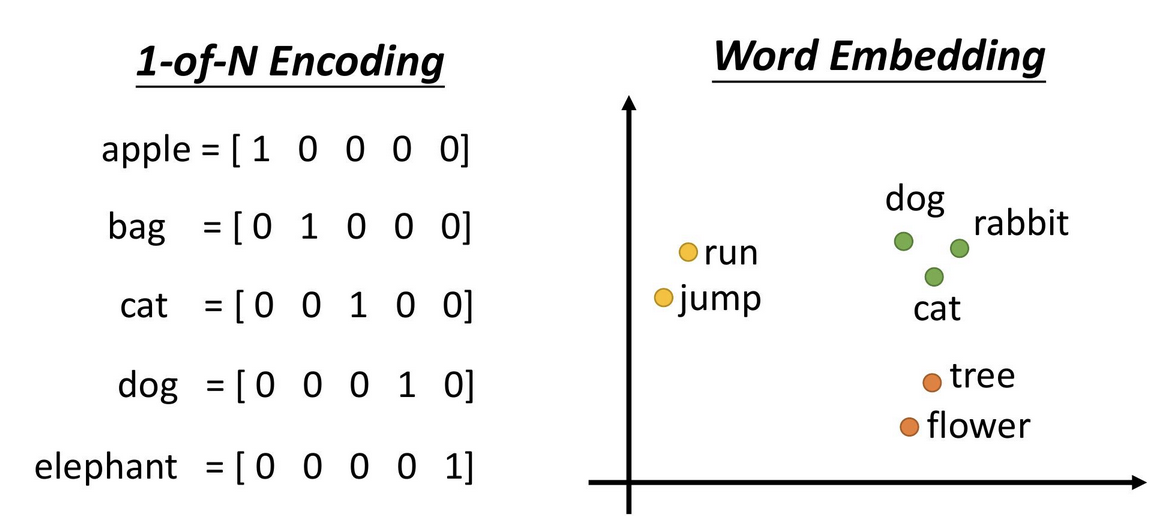 1-of-N Encoding
apple = [ 1 0 0 0 0]
bag = [ 0 1 0 0 0]
cat = [ 0 0 1 0 0]
dog = [ 0 0 0 1 0]
elephant = [ 0 0 0 0 1]
Word Embedding
dog
rabbit
run
cat
jump
tree
flower